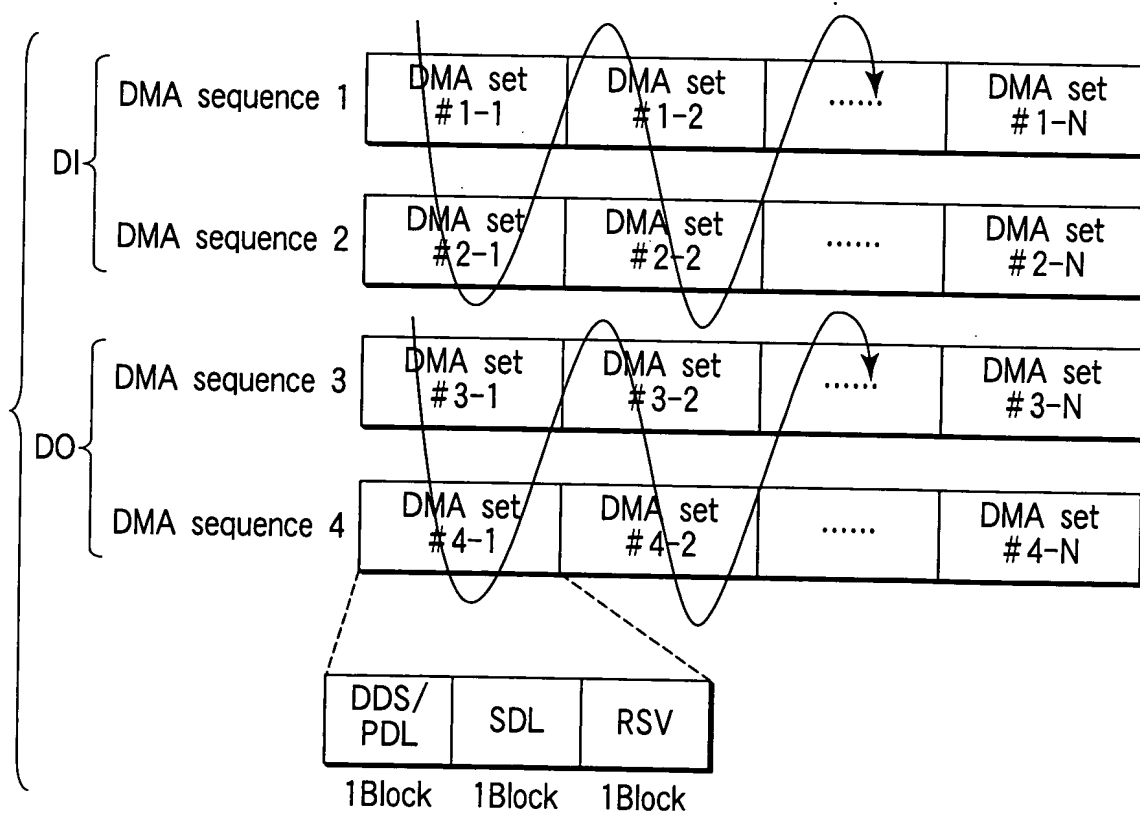 DI
DMA sequence 1
DMA set
#1-1
DMA set
#1-2
......
DMA set
#1-N
DMA sequence 2
DMA set
#2-1
DMA set
#2-2
......
DMA set
#2-N
DO
DMA sequence 3
DMA set
#3-1
DMA set
#3-2
......
DMA set
#3-N
DMA sequence 4
DMA set
#4-1
DMA set
#4-2
......
DMA set
#4-N
DDS/
PDL
SDL
RSV
1Block
1Block
1Block